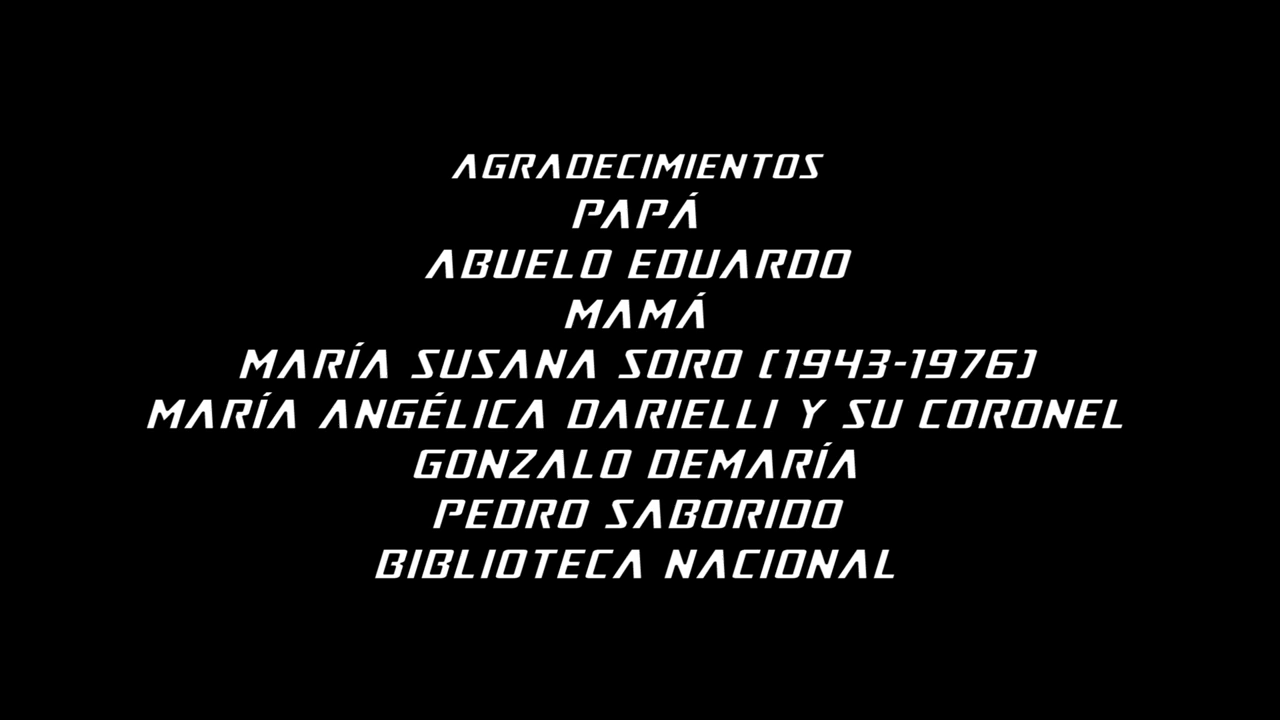 AGRADECIMIENTOS
PAPÁ
ABUELO EDUARDO
MAMÁ
MARÍA SUSANA SORO (1943-1976)
MARÍA ANGÉLICA DARIELLI Y SU CORONEL
GONZALO DEMARÍA
PEDRO SABORIDO
BIBLIOTECA NACIONAL